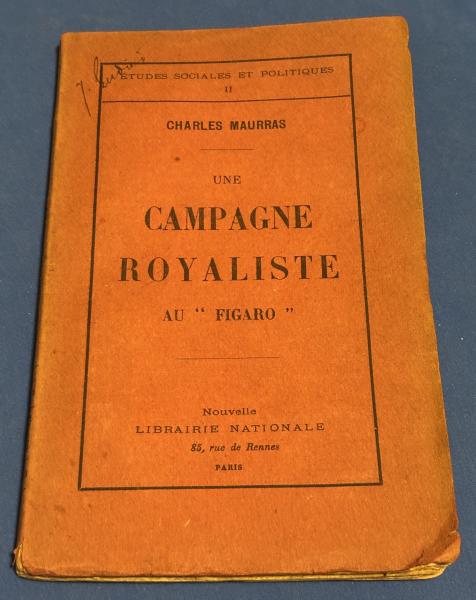 ÉTUDES SOCIALES ET POLITIQUES
II
CHARLES MAURRAS
UNE
CAMPAGNE
ROYALISTE
AU “ FIGARO ”
Nouvelle
LIBRAIRIE NATIONALE
85, rue de Rennes
PARIS